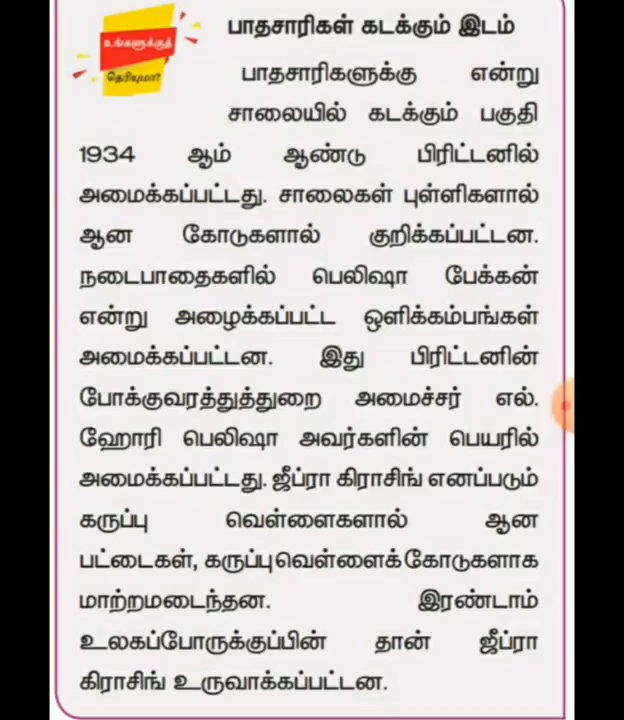 உங்களுக்குத்
தெரியுமா?
பாதசாரிகள் கடக்கும் இடம்
பாதசாரிகளுக்கு என்று
சாலையில் கடக்கும் பகுதி
1934 ஆம் ஆண்டு பிரிட்டனில்
அமைக்கப்பட்டது. சாலைகள் புள்ளிகளால்
ஆன கோடுகளால் குறிக்கப்பட்டன.
நடைபாதைகளில் பெலிஷா பேக்கன்
என்று அழைக்கப்பட்ட ஒளிக்கம்பங்கள்
அமைக்கப்பட்டன. இது பிரிட்டனின்
போக்குவரத்துத்துறை அமைச்சர் எல்.
ஹோரி பெலிஷா அவர்களின் பெயரில்
அமைக்கப்பட்டது. ஜீப்ரா கிராசிங் எனப்படும்
கருப்பு வெள்ளைகளால் ஆன
பட்டைகள், கருப்பு வெள்ளைக் கோடுகளாக
மாற்றமடைந்தன. இரண்டாம்
உலகப்போருக்குப்பின் தான் ஜீப்ரா
கிராசிங் உருவாக்கப்பட்டன.